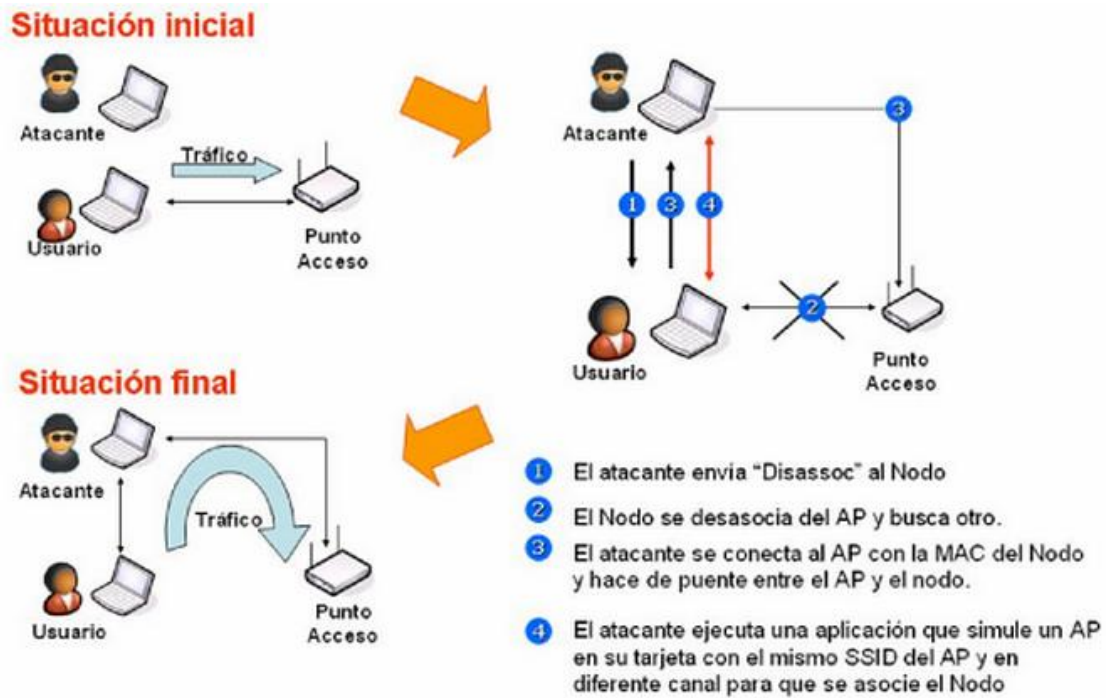 Situación inicial
Atacante
Tráfico
Usuario
Punto
Acceso
Atacante
3
1
3
4
2
Usuario
Punto
Acceso
Situación final
Atacante
Tráfico
Usuario
Punto
Acceso
1 El atacante envía “Disassoc” al Nodo
2 El Nodo se desasocia del AP y busca otro.
3 El atacante se conecta al AP con la MAC del Nodo
y hace de puente entre el AP y el nodo.
4 El atacante ejecuta una aplicación que simule un AP
en su tarjeta con el mismo SSID del AP y en
diferente canal para que se asocie el Nodo